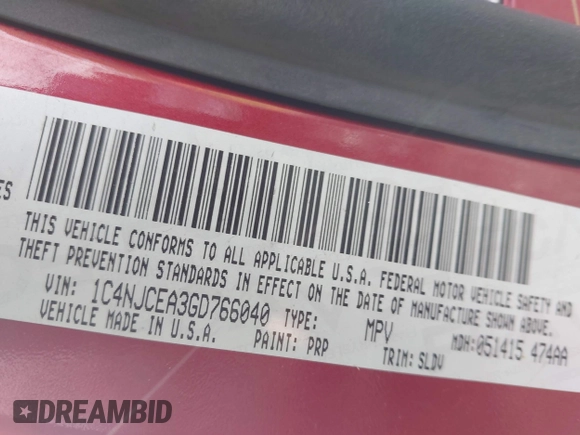 ES
THIS VEHICLE CONFORMS TO ALL APPLICABLE U.S.A. FEDERAL MOTOR VEHICLE SAFETY AND
THEFT PREVENTION STANDARDS IN EFFECT ON THE DATE OF MANUFACTURE SHOWN ABOVE.
VIN: 1C4NJCEA3GD766040 TYPE: MPV MDH:051415 474AA
VEHICLE MADE IN U.S.A. PAINT: PRP TRIM: SLDV
DREAMBID